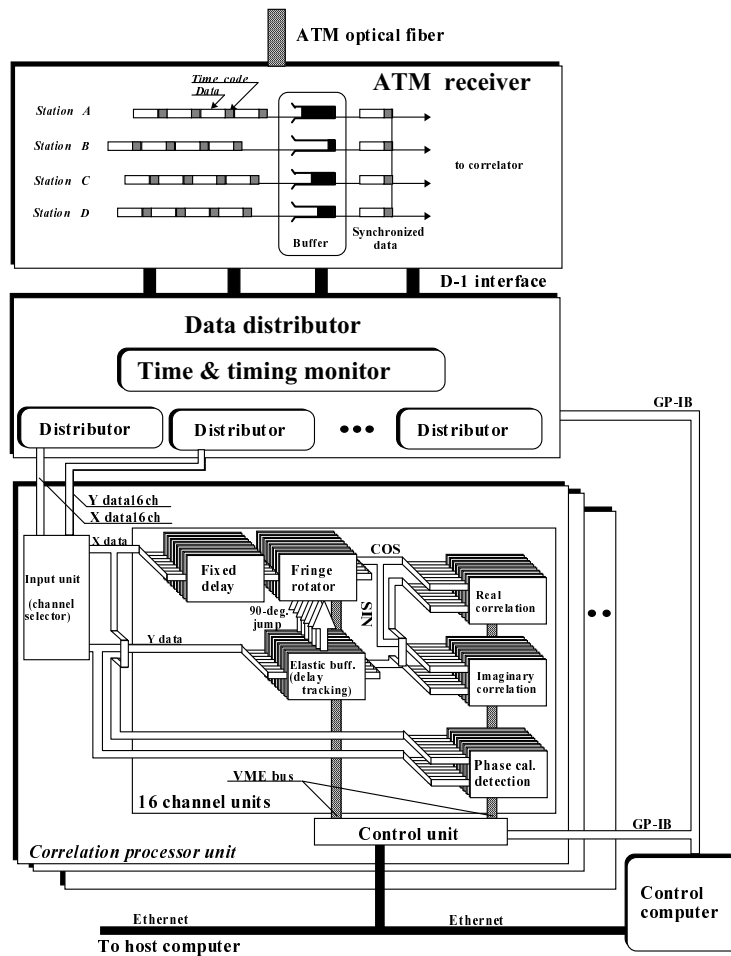 ATM optical fiber
ATM receiver
Time code
Data
Station A
Station B
Station C
Station D
to correlator
Buffer
Synchronized
data
D-1 interface
Data distributor
Time & timing monitor
GP-IB
Distributor
Distributor
•••
Distributor
Y data16ch
X data16ch
X data
COS
Input unit
(channel
selector)
Fixed
delay
Fringe
rotator
Real
correlation
SIN
90-deg.
jump
Y data
Elastic buff.
(delay
tracking)
Imaginary
correlation
Phase cal.
detection
VME bus
16 channel units
Control unit
GP-IB
Correlation processor unit
Control
computer
Ethernet
Ethernet
To host computer